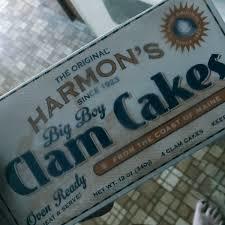 THE ORIGINAL
HARMON'S
SINCE 1923
Big Boy
Clam Cakes
FROM THE COAST OF MAINE
Oven Ready
HEAT & SERVE!
NET WT. 12 OZ (340g)
4 CLAM CAKES